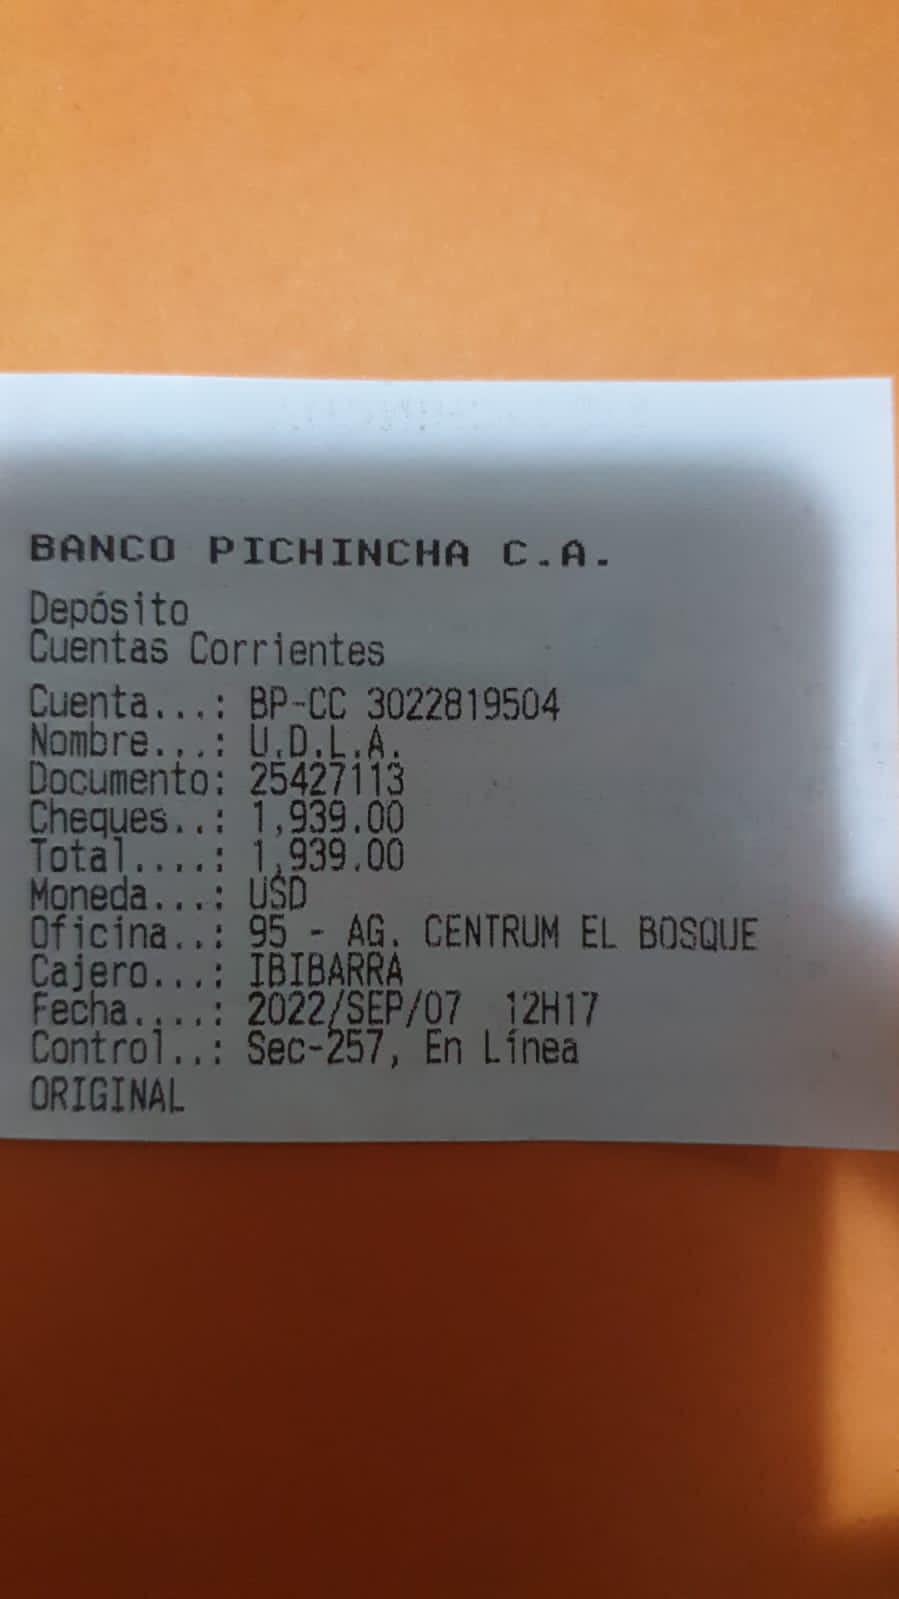 BANCO PICHINCHA C.A.
Depósito
Cuentas Corrientes
Cuenta...: BP-CC 3022819504
Nombre...: U.D.L.A.
Documento: 25427113
Cheques..: 1,939.00
Total....: 1,939.00
Moneda...: USD
Oficina..: 95 - AG. CENTRUM EL BOSQUE
Cajero...: IBIBARRA
Fecha....: 2022/SEP/07 12H17
Control..: Sec-257, En Línea
ORIGINAL